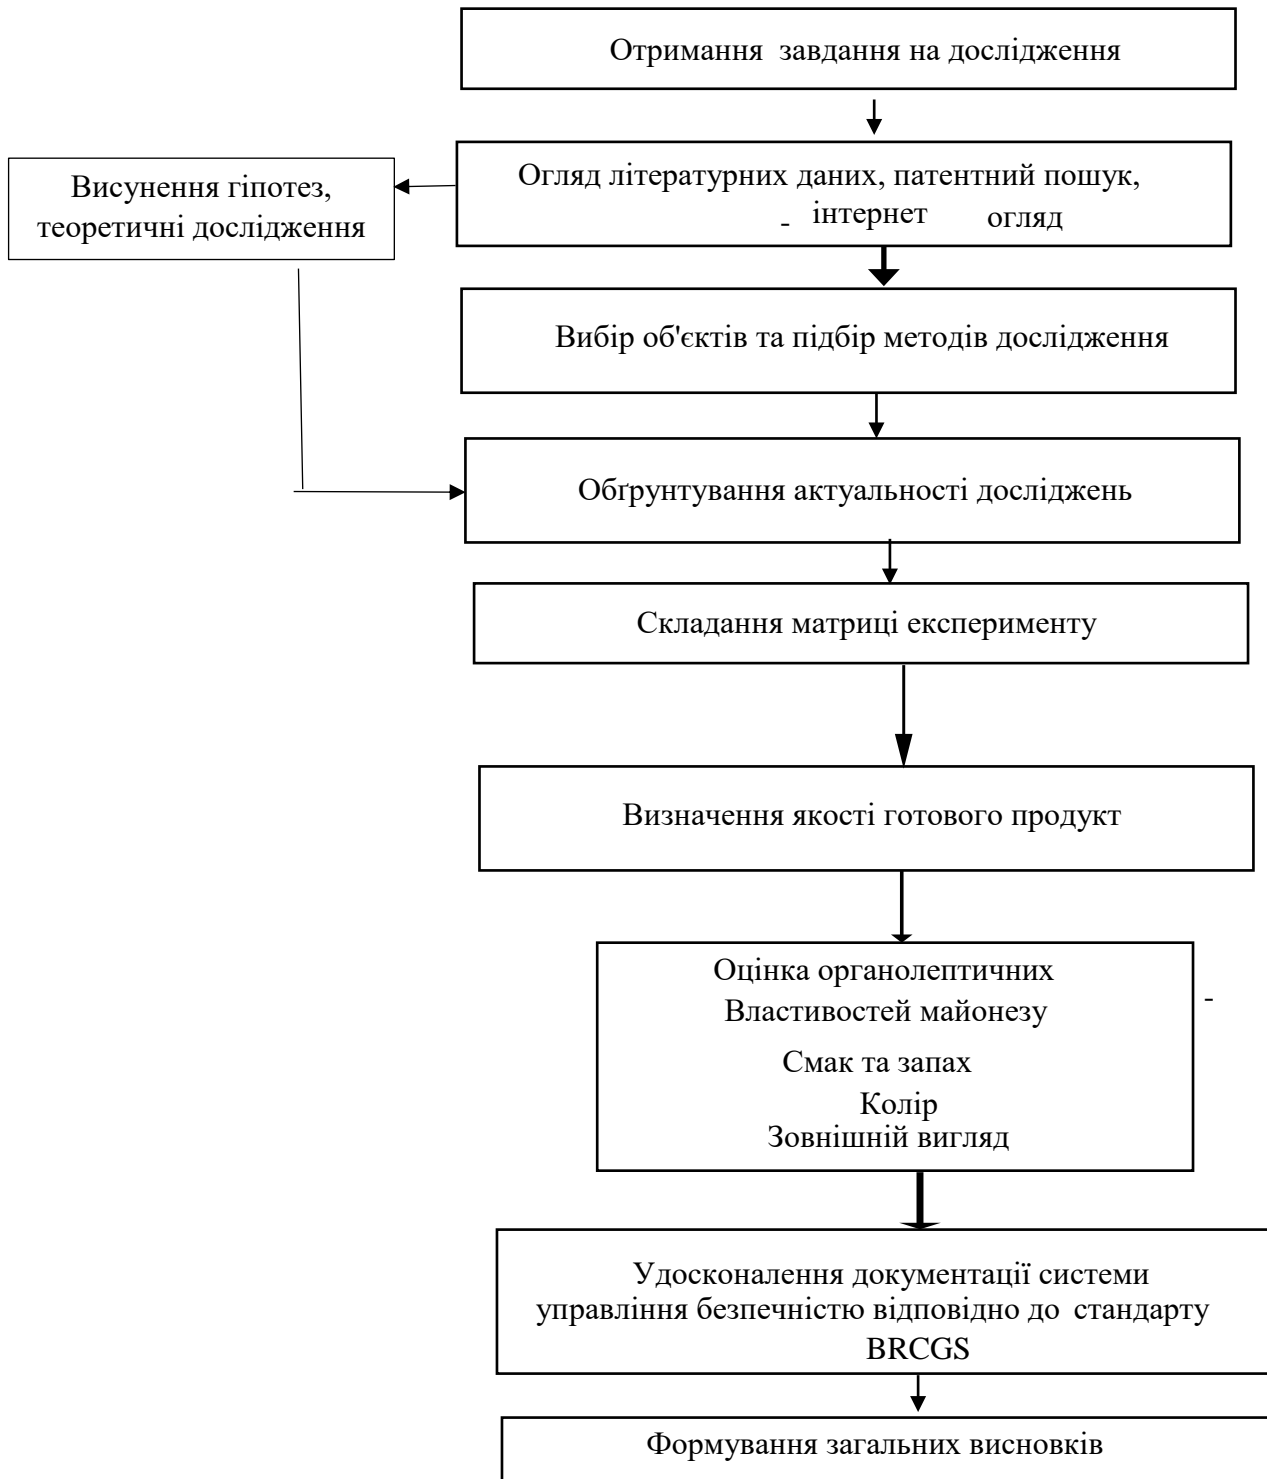 Отримання завдання на дослідження
Огляд літературних даних, патентний пошук,
- інтернет огляд
Висунення гіпотез,
теоретичні дослідження
Вибір об'єктів та підбір методів дослідження
Обґрунтування актуальності досліджень
Складання матриці експерименту
Визначення якості готового продукт
Оцінка органолептичних
Властивостей майонезу
-
Смак та запах
Колір
Зовнішній вигляд
Удосконалення документації системи
управління безпечністю відповідно до стандарту
BRCGS
Формування загальних висновків